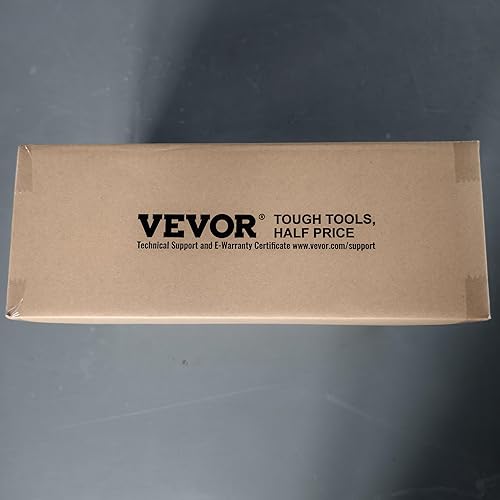 VEVOR® TOUGH TOOLS,
HALF PRICE
Technical Support and E-Warranty Certificate www.vevor.com/support